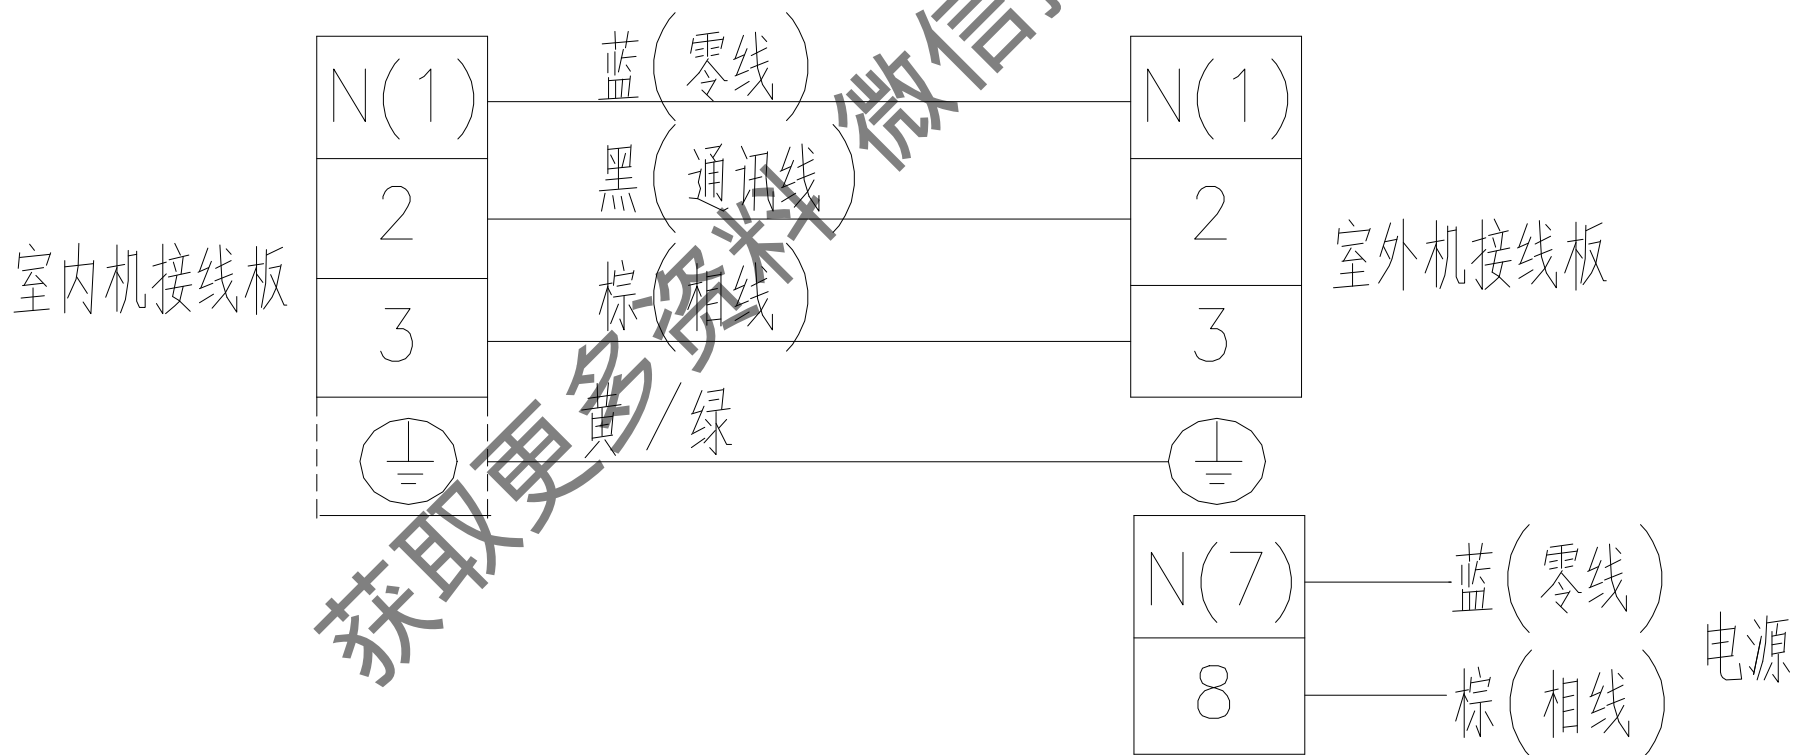 N(1) 蓝(零线) N(1)
2 黑(通讯线) 2
室内机接线板 室外机接线板
3 棕(相线) 3
黄/绿
N(7) 蓝(零线)
电源
8 棕(相线)
获取更多资料 微信